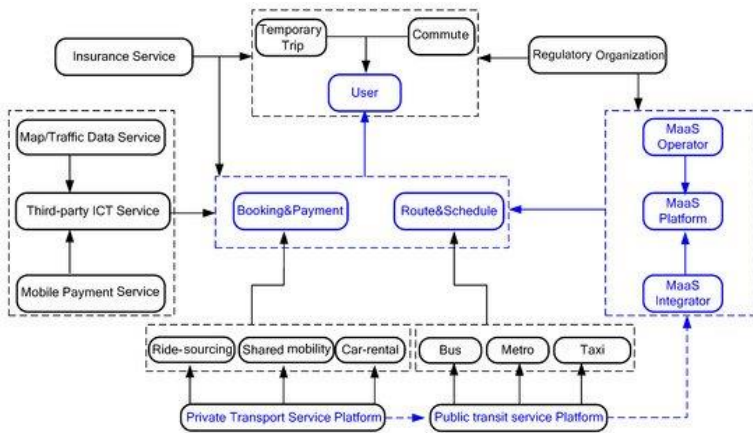 Temporary
Trip
Commute
Insurance Service
Regulatory Organization
User
Map/Traffic Data Service
MaaS
Operator
Third-party ICT Service
Booking&Payment
Route&Schedule
MaaS
Platform
Mobile Payment Service
MaaS
Integrator
Ride-sourcing
Shared mobility
Car-rental
Bus
Metro
Taxi
Private Transport Service Platform
Public transit service Platform